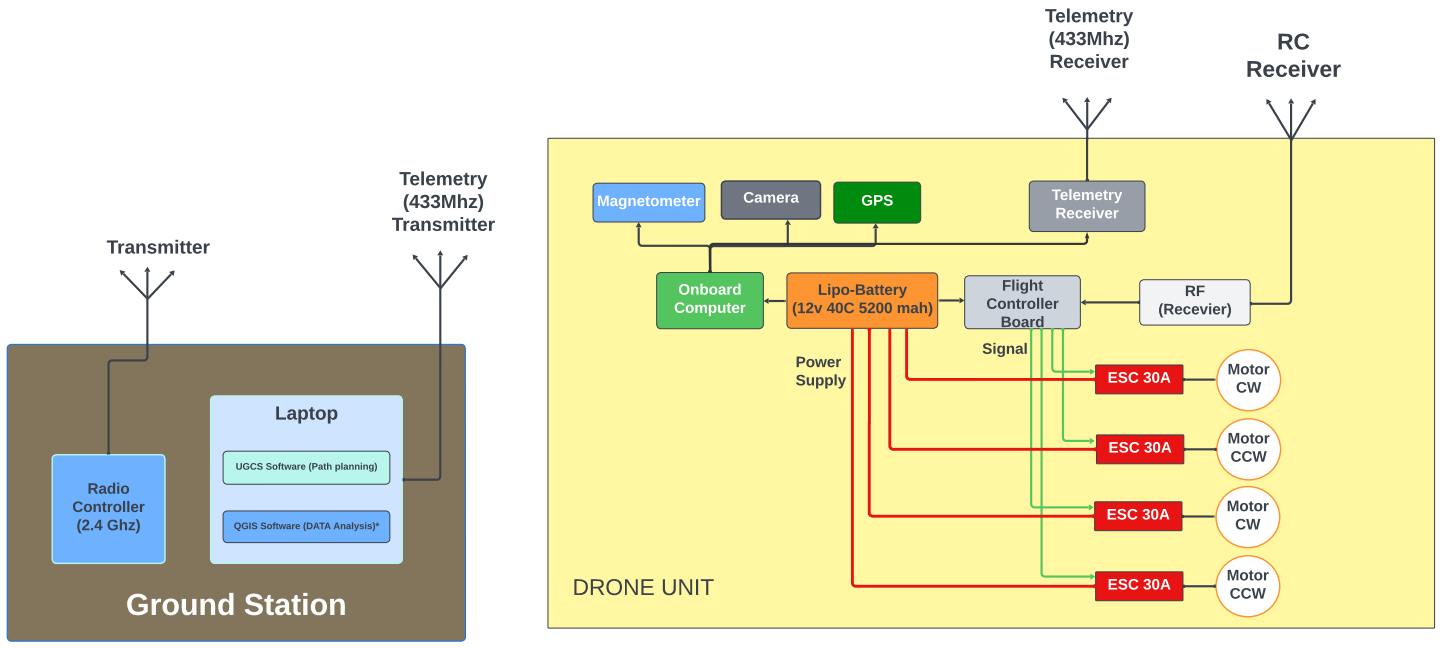 Transmitter
Telemetry
(433Mhz)
Transmitter
Radio
Controller
(2.4 Ghz)
Laptop
UGCS Software (Path planning)
QGIS Software (DATA Analysis)*
Ground Station
Telemetry
(433Mhz)
Receiver
RC
Receiver
Magnetometer
Camera
GPS
Telemetry
Receiver
Onboard
Computer
Lipo-Battery
(12v 40C 5200 mah)
Flight
Controller
Board
RF
(Recevier)
Power
Supply
Signal
ESC 30A
Motor
CW
ESC 30A
Motor
CCW
ESC 30A
Motor
CW
ESC 30A
Motor
CCW
DRONE UNIT